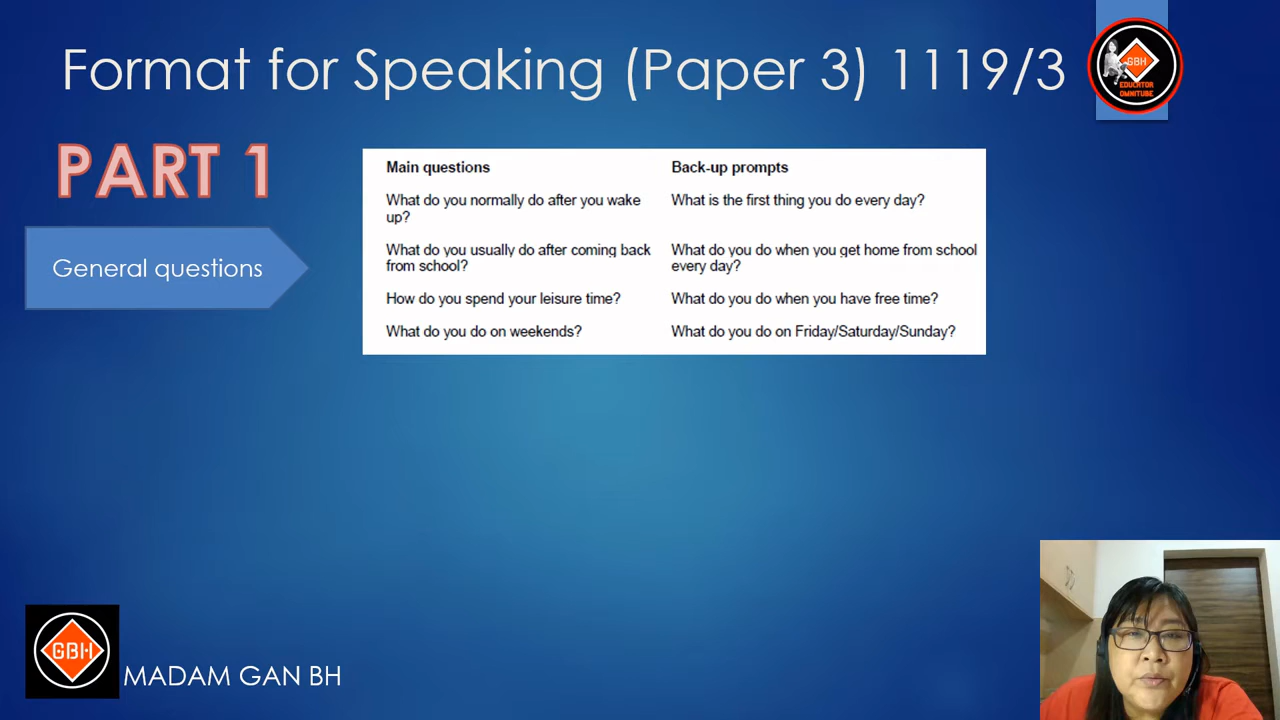 Format for Speaking (Paper 3) 1119/3
GBH
EDUCATOR
OMNITUBE
PART 1
General questions
Main questions
Back-up prompts
What do you normally do after you wake
up?
What is the first thing you do every day?
What do you usually do after coming back
from school?
What do you do when you get home from school
every day?
How do you spend your leisure time?
What do you do when you have free time?
What do you do on weekends?
What do you do on Friday/Saturday/Sunday?
GBH
MADAM GAN BH